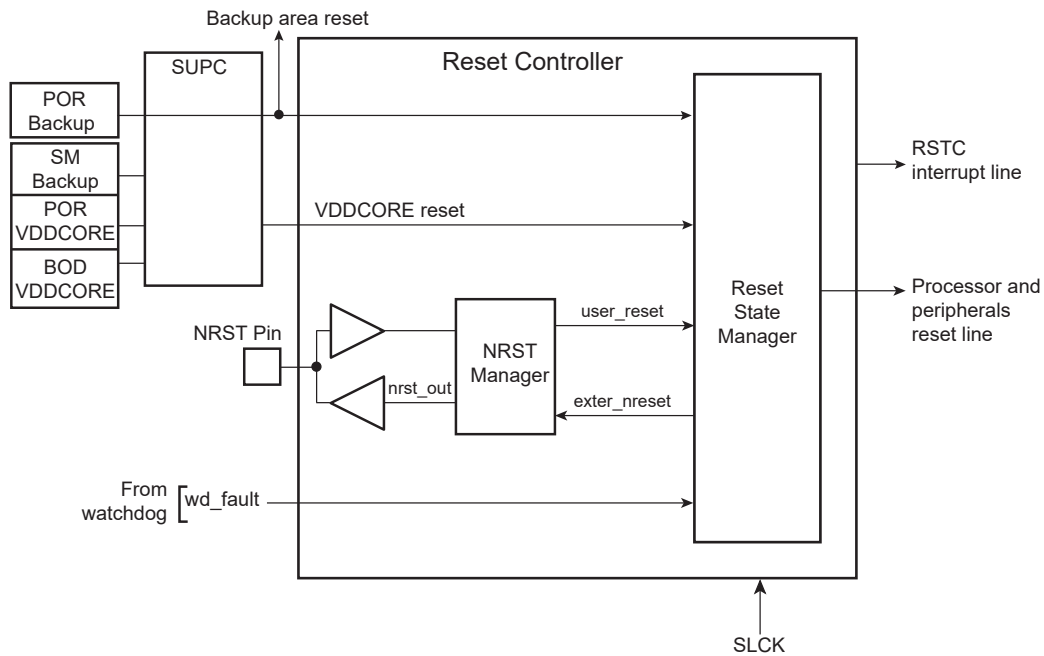 Backup area reset
SUPC
Reset Controller
POR
Backup
SM
Backup
POR
VDDCORE
BOD
VDDCORE
VDDCORE reset
RSTC
interrupt line
Reset
State
Manager
Processor and
peripherals
reset line
NRST Pin
NRST
Manager
user_reset
nrst_out
exter_nreset
From
watchdog
wd_fault
SLCK